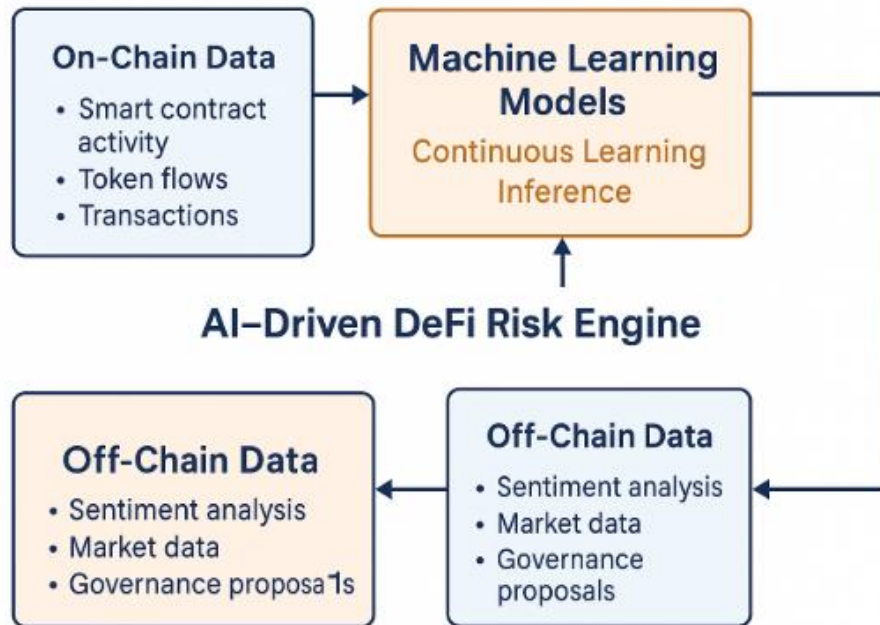 On-Chain Data
• Smart contract
activity
• Token flows
• Transactions
Machine Learning
Models
Continuous Learning
Inference
AI–Driven DeFi Risk Engine
Off-Chain Data
• Sentiment analysis
• Market data
• Governance proposa1s
Off-Chain Data
• Sentiment analysis
• Market data
• Governance
proposals